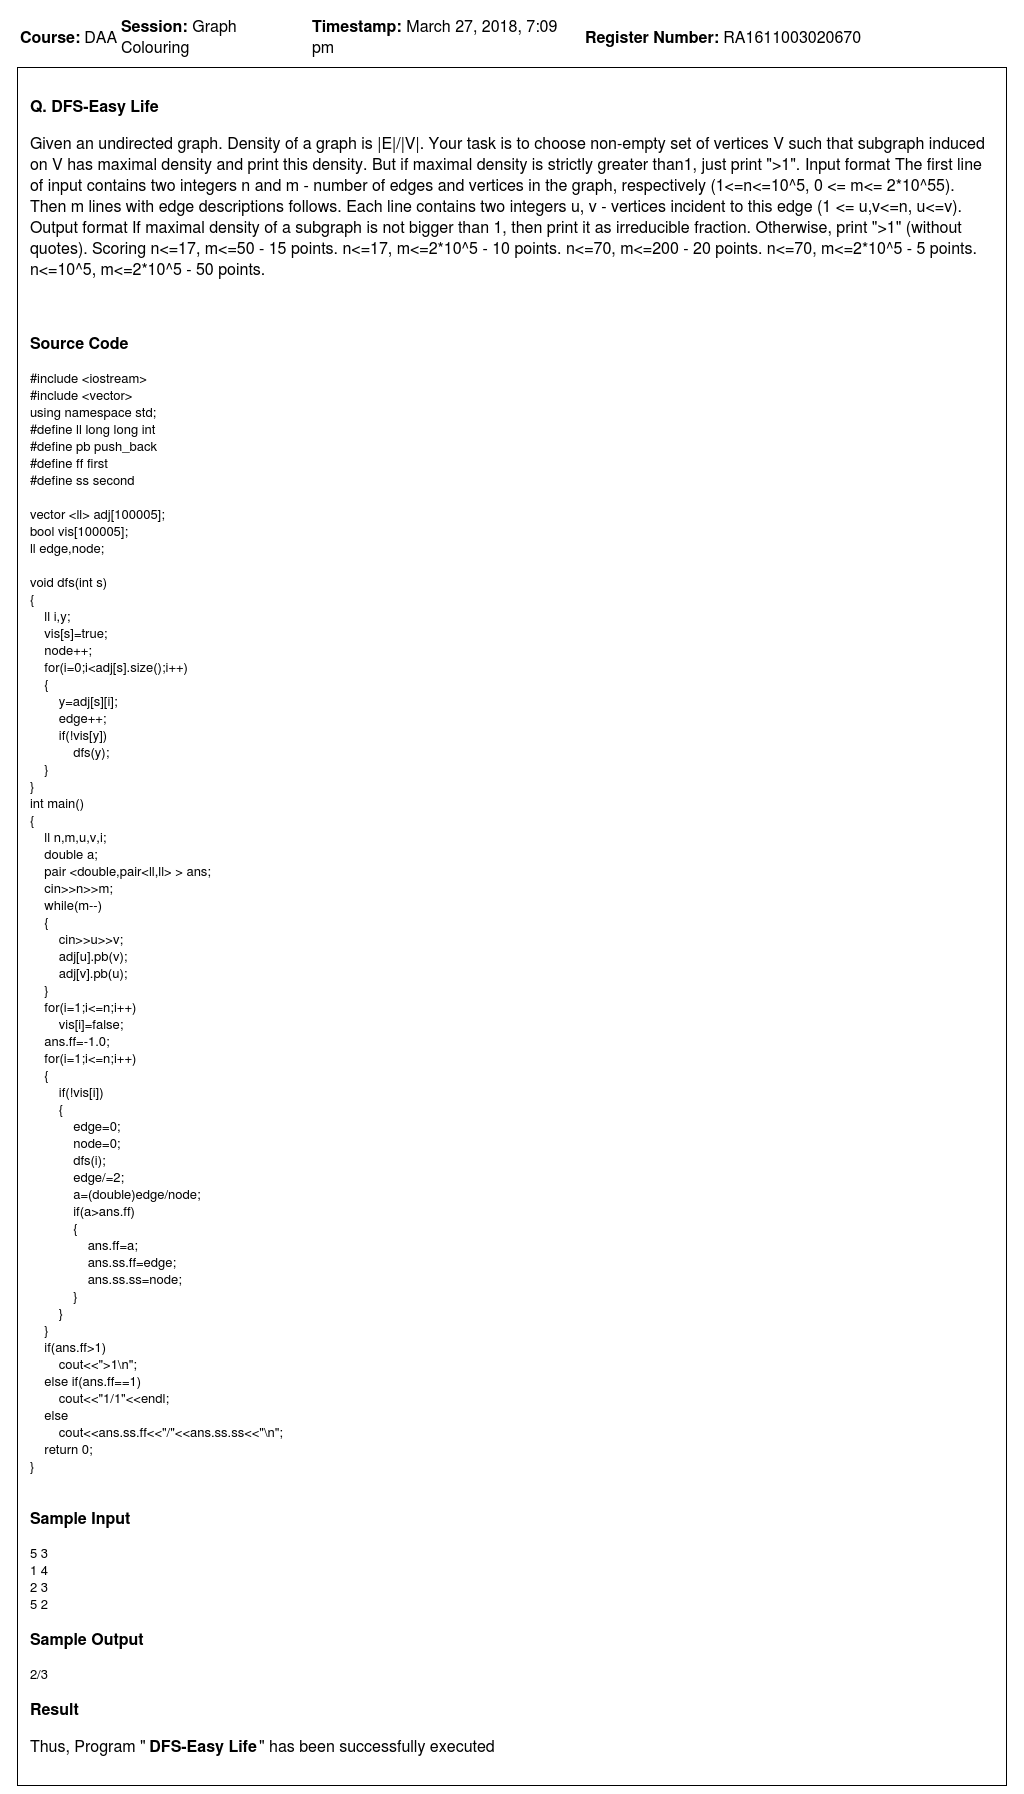 Course: DAA Session: Graph Colouring Timestamp: March 27, 2018, 7:09 pm Register Number: RA1611003020670
Q. DFS-Easy Life
Given an undirected graph. Density of a graph is |E|/|V|. Your task is to choose non-empty set of vertices V such that subgraph induced
on V has maximal density and print this density. But if maximal density is strictly greater than1, just print ">1". Input format The first line
of input contains two integers n and m - number of edges and vertices in the graph, respectively (1<=n<=10^5, 0 <= m<= 2*10^55).
Then m lines with edge descriptions follows. Each line contains two integers u, v - vertices incident to this edge (1 <= u,v<=n, u<=v).
Output format If maximal density of a subgraph is not bigger than 1, then print it as irreducible fraction. Otherwise, print ">1" (without
quotes). Scoring n<=17, m<=50 - 15 points. n<=17, m<=2*10^5 - 10 points. n<=70, m<=200 - 20 points. n<=70, m<=2*10^5 - 5 points.
n<=10^5, m<=2*10^5 - 50 points.
Source Code
#include <iostream>
#include <vector>
using namespace std;
#define ll long long int
#define pb push_back
#define ff first
#define ss second
vector <ll> adj[100005];
bool vis[100005];
ll edge,node;
void dfs(int s)
{
    ll i,y;
    vis[s]=true;
    node++;
    for(i=0;i<adj[s].size();i++)
    {
        y=adj[s][i];
        edge++;
        if(!vis[y])
            dfs(y);
    }
}
int main()
{
    ll n,m,u,v,i;
    double a;
    pair <double,pair<ll,ll> > ans;
    cin>>n>>m;
    while(m--)
    {
        cin>>u>>v;
        adj[u].pb(v);
        adj[v].pb(u);
    }
    for(i=1;i<=n;i++)
        vis[i]=false;
    ans.ff=-1.0;
    for(i=1;i<=n;i++)
    {
        if(!vis[i])
        {
            edge=0;
            node=0;
            dfs(i);
            edge/=2;
            a=(double)edge/node;
            if(a>ans.ff)
            {
                ans.ff=a;
                ans.ss.ff=edge;
                ans.ss.ss=node;
            }
        }
    }
    if(ans.ff>1)
        cout<<">1\n";
    else if(ans.ff==1)
        cout<<"1/1"<<endl;
    else
        cout<<ans.ss.ff<<"/"<<ans.ss.ss<<"\n";
    return 0;
}
Sample Input
5 3
1 4
2 3
5 2
Sample Output
2/3
Result
Thus, Program " DFS-Easy Life" has been successfully executed